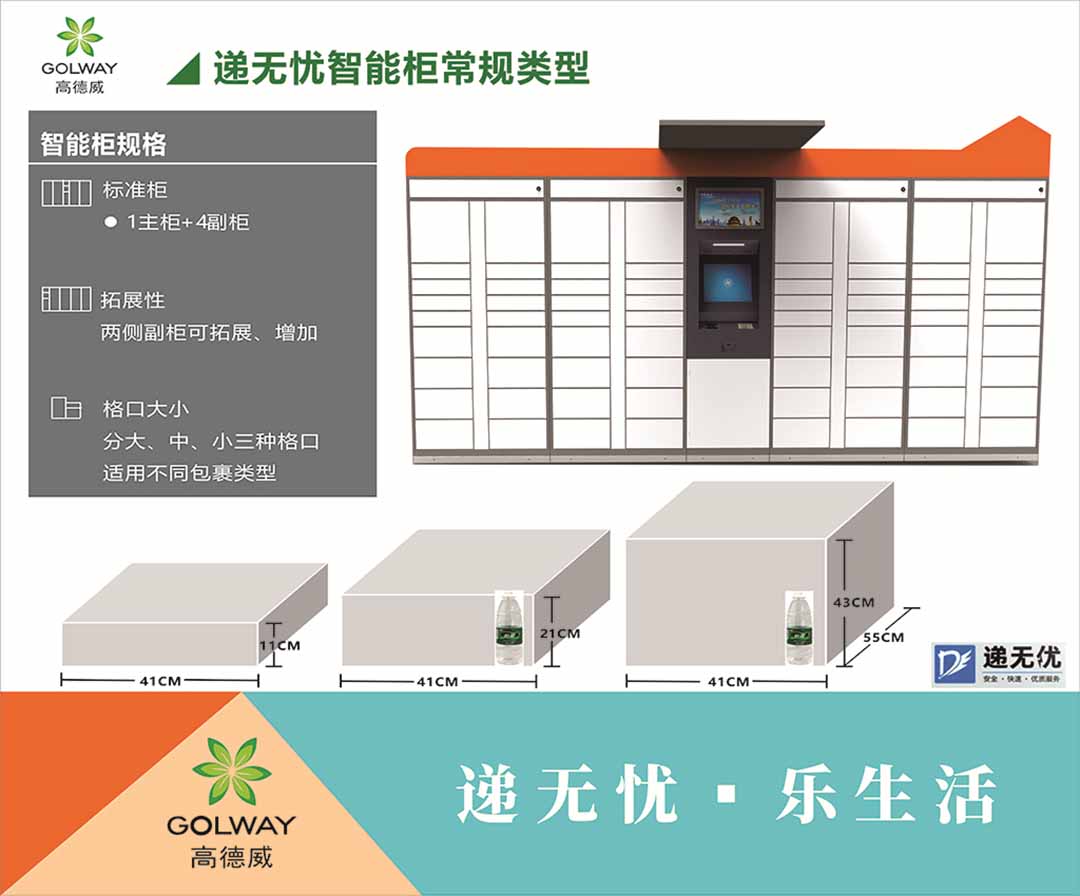 GOLWAY
高德威
递无忧智能柜常规类型
智能柜规格
标准柜
● 1主柜+4副柜
拓展性
两侧副柜可拓展、增加
格口大小
分大、中、小三种格口
适用不同包裹类型
11CM
41CM
21CM
41CM
43CM
55CM
41CM
递无忧
安全·快速·优质服务
GOLWAY
高德威
递无忧·乐生活